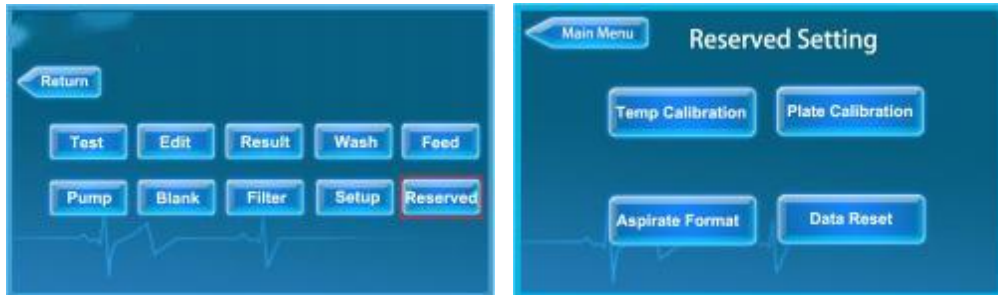 Return
Test Edit Result Wash Feed
Pump Blank Filter Setup Reserved
Main Menu
Reserved Setting
Temp Calibration Plate Calibration
Aspirate Format Data Reset